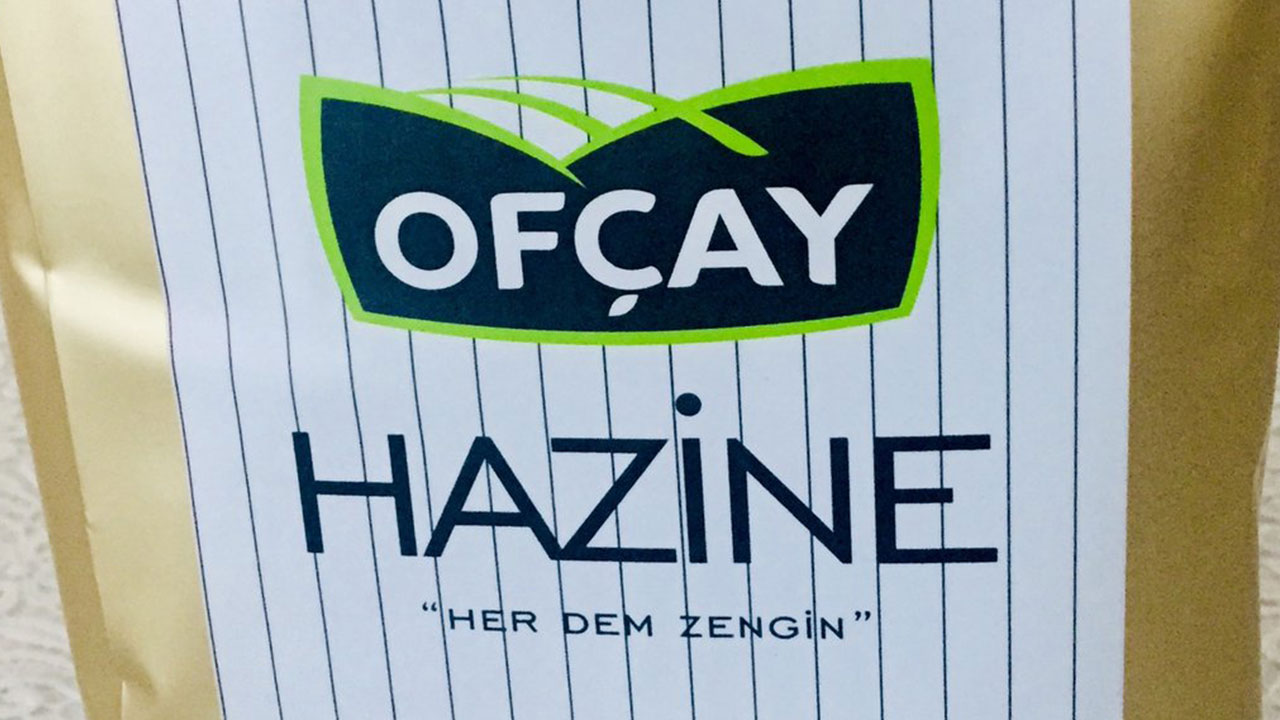 OFÇAY
HAZİNE
“HER DEM ZENGİN”